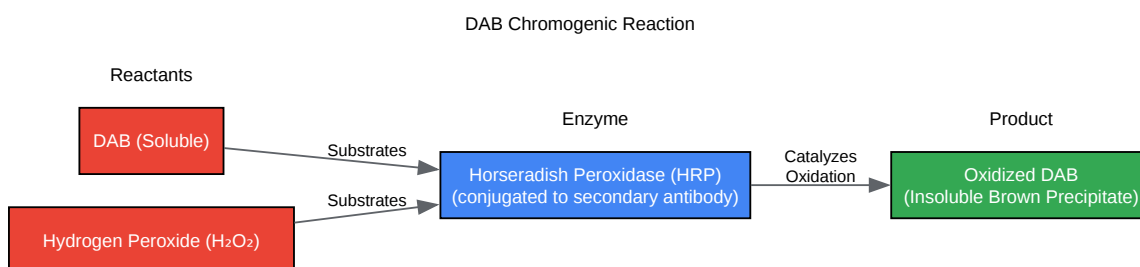 DAB Chromogenic Reaction
Reactants
DAB (Soluble)
Hydrogen Peroxide (H₂O₂)
Substrates
Substrates
Enzyme
Horseradish Peroxidase (HRP)
(conjugated to secondary antibody)
Catalyzes
Oxidation
Product
Oxidized DAB
(Insoluble Brown Precipitate)